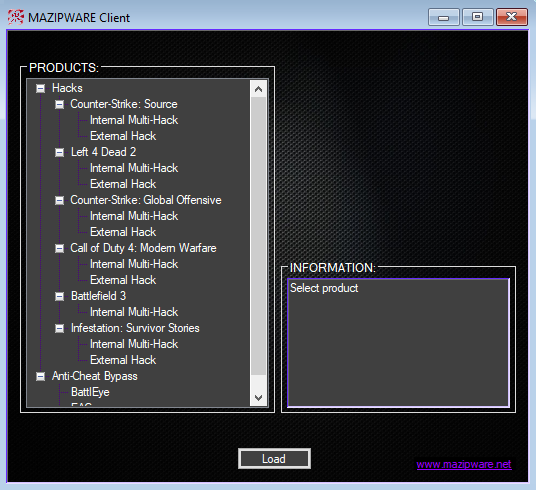 MAZIPWARE Client
PRODUCTS:
Hacks
Counter-Strike: Source
Internal Multi-Hack
External Hack
Left 4 Dead 2
Internal Multi-Hack
External Hack
Counter-Strike: Global Offensive
Internal Multi-Hack
External Hack
Call of Duty 4: Modern Warfare
Internal Multi-Hack
External Hack
Battlefield 3
Internal Multi-Hack
Infestation: Survivor Stories
Internal Multi-Hack
External Hack
Anti-Cheat Bypass
BattlEye
INFORMATION:
Select product
Load
www.mazipware.net